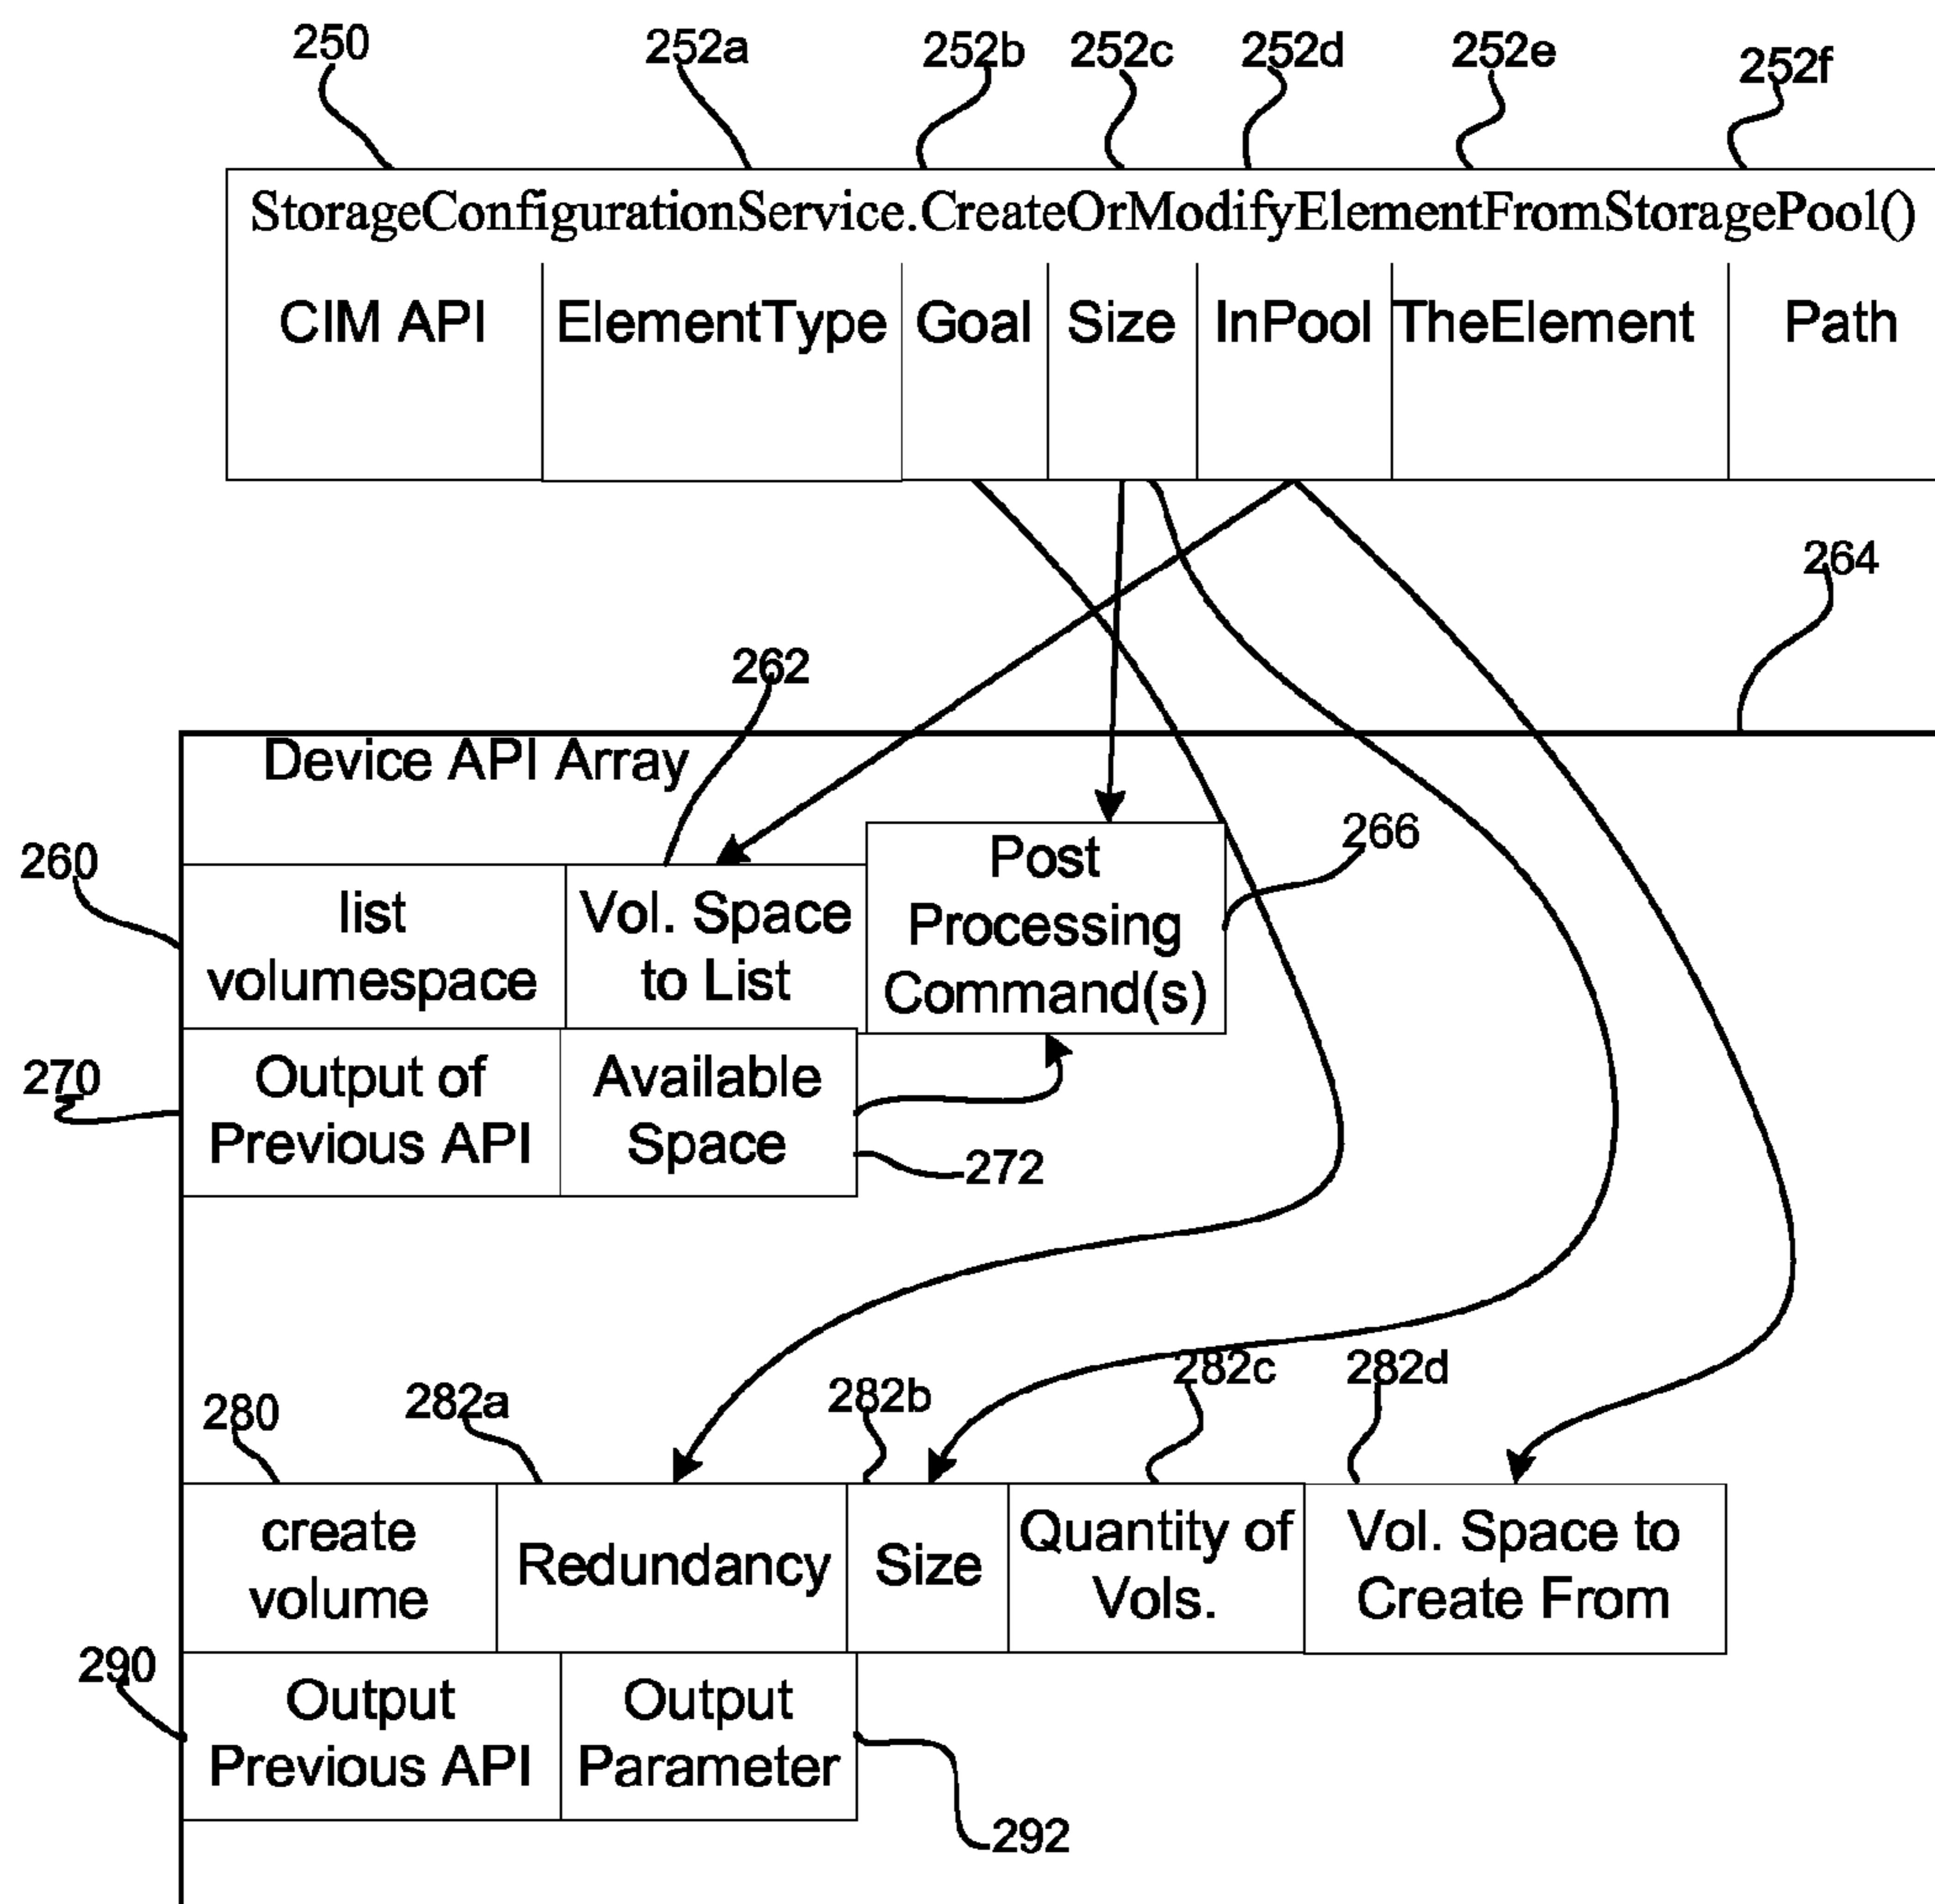 250
252a
252b
252c
252d
252e
252f
StorageConfigurationService.CreateOrModifyElementFromStoragePool()
CIM API
ElementType
Goal
Size
InPool
TheElement
Path
264
262
Device API Array
260
list
volumespace
Vol. Space
to List
Post
Processing
Command(s)
266
270
Output of
Previous API
Available
Space
272
280
282a
282b
282c
282d
create
volume
Redundancy
Size
Quantity of
Vols.
Vol. Space to
Create From
290
Output
Previous API
Output
Parameter
292